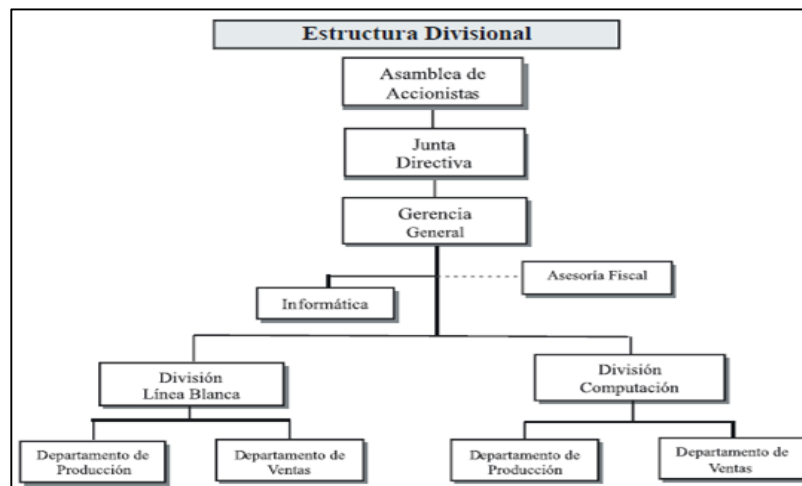 Estructura Divisional
Asamblea de
Accionistas
Junta
Directiva
Gerencia
General
Asesoría Fiscal
Informática
División
Línea Blanca
División
Computación
Departamento de
Producción
Departamento de
Ventas
Departamento de
Producción
Departamento de
Ventas